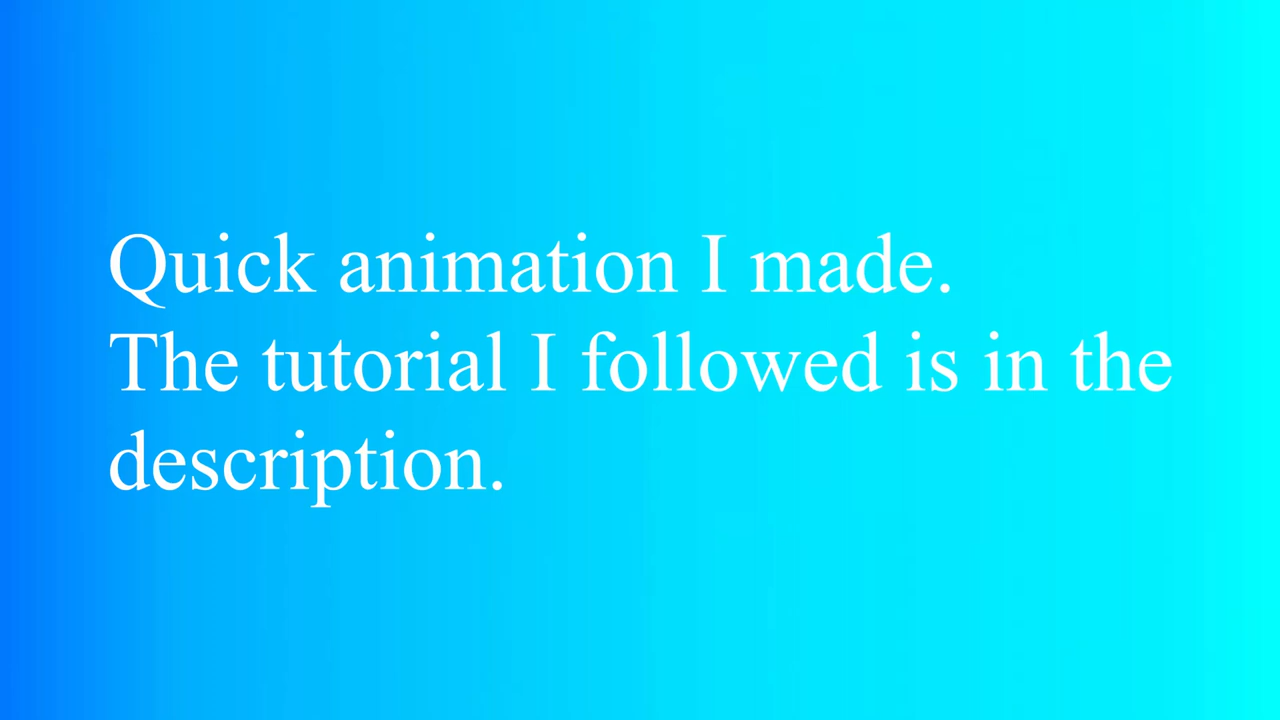 Quick animation I made.
The tutorial I followed is in the
description.